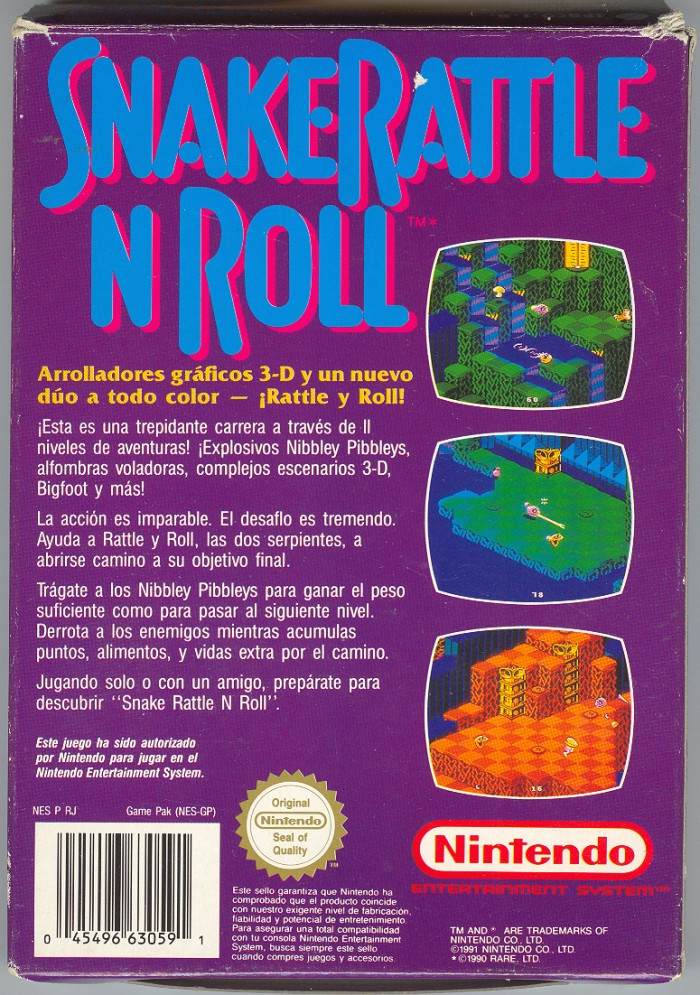 SNAKE RATTLE
N ROLL
TM*
Arrolladores gráficos 3-D y un nuevo
dúo a todo color — ¡Rattle y Roll!
¡Esta es una trepidante carrera a través de II
niveles de aventuras! ¡Explosivos Nibbley Pibbleys,
alfombras voladoras, complejos escenarios 3-D,
Bigfoot y más!
La acción es imparable. El desaflo es tremendo.
Ayuda a Rattle y Roll, las dos serpientes, a
abrirse camino a su objetivo final.
Trágate a los Nibbley Pibbleys para ganar el peso
suficiente como para pasar al siguiente nivel.
Derrota a los enemigos mientras acumulas
puntos, alimentos, y vidas extra por el camino.
Jugando solo o con un amigo, prepárate para
descubrir ‘‘Snake Rattle N Roll’’.
Este juego ha sido autorizado
por Nintendo para jugar en el
Nintendo Entertainment System.
NES P RJ Game Pak (NES-GP)
0 45496 63059 1
Original
Nintendo
Seal of
Quality
TM
Este sello garantiza que Nintendo ha
comprobado que el producto coincide
con nuestro exigente nivel de fabricación,
fiabilidad y potencial de entretenimiento.
Para asegurar una total compatibilidad
con tu consola Nintendo Entertainment
System, busca siempre este sello
cuando compres juegos y accesorios.
60
78
16
Nintendo
ENTERTAINMENT SYSTEM TM
TM AND * ARE TRADEMARKS OF
NINTENDO CO., LTD.
©1991 NINTENDO CO., LTD.
*©1990 RARE, LTD.